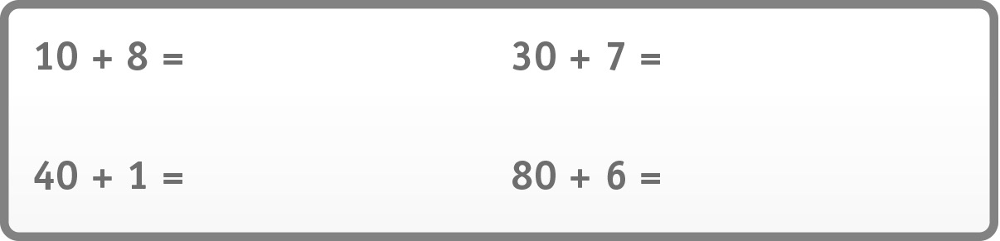 10 + 8 = 30 + 7 =
40 + 1 = 80 + 6 =